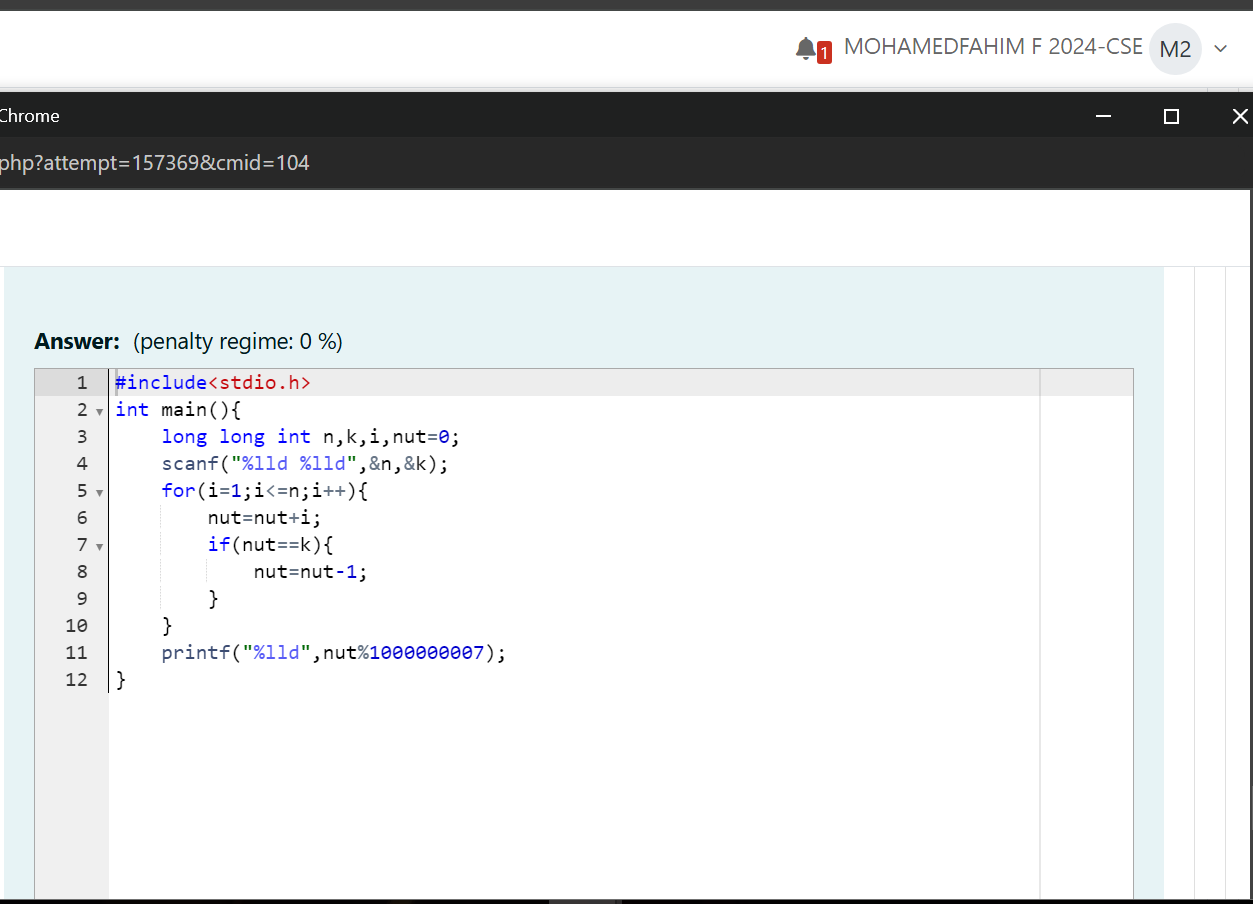 1 MOHAMEDFAHIM F 2024-CSE M2
Chrome
php?attempt=157369&cmid=104
Answer: (penalty regime: 0 %)
1 #include<stdio.h>
2 int main(){
3     long long int n,k,i,nut=0;
4     scanf("%lld %lld",&n,&k);
5     for(i=1;i<=n;i++){
6         nut=nut+i;
7         if(nut==k){
8             nut=nut-1;
9         }
10     }
11     printf("%lld",nut%1000000007);
12 }